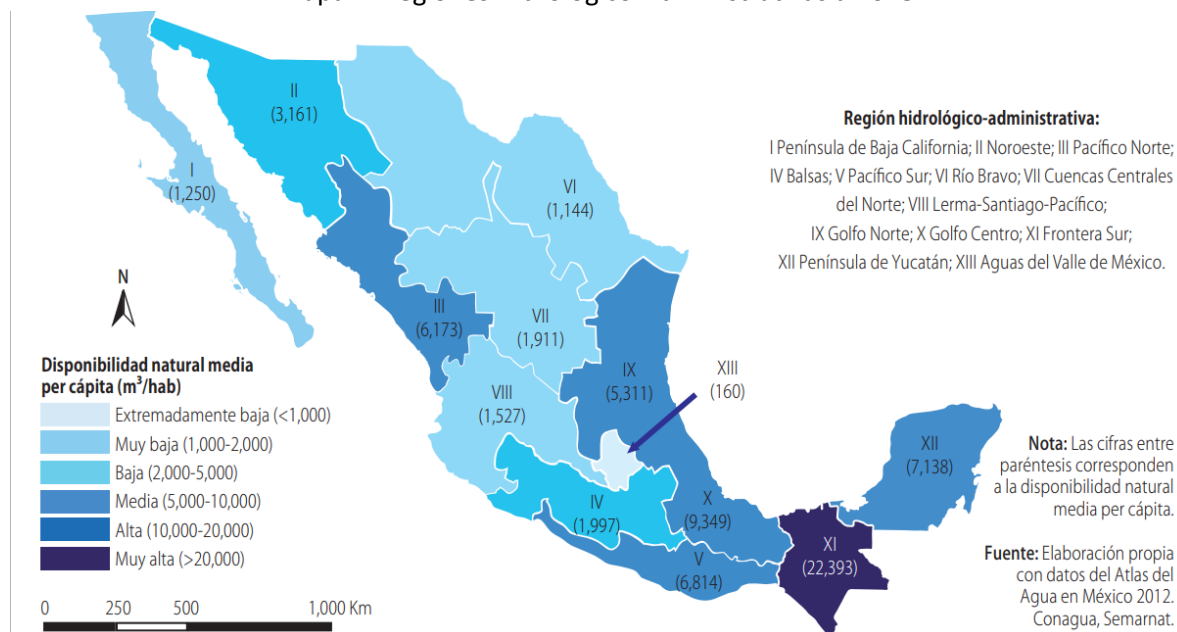 II
(3,161)
I
(1,250)
VI
(1,144)
III
(6,173)
VII
(1,911)
VIII
(1,527)
IX
(5,311)
XIII
(160)
IV
(1,997)
X
(9,349)
V
(6,814)
XI
(22,393)
XII
(7,138)
Región hidrológico-administrativa:
I Península de Baja California; II Noroeste; III Pacífico Norte;
IV Balsas; V Pacífico Sur; VI Río Bravo; VII Cuencas Centrales
del Norte; VIII Lerma-Santiago-Pacífico;
IX Golfo Norte; X Golfo Centro; XI Frontera Sur;
XII Península de Yucatán; XIII Aguas del Valle de México.
N
Disponibilidad natural media
per cápita (m³/hab)
Extremadamente baja (<1,000)
Muy baja (1,000-2,000)
Baja (2,000-5,000)
Media (5,000-10,000)
Alta (10,000-20,000)
Muy alta (>20,000)
0 250 500 1,000 Km
Nota: Las cifras entre
paréntesis corresponden
a la disponibilidad natural
media per cápita.
Fuente: Elaboración propia
con datos del Atlas del
Agua en México 2012.
Conagua, Semarnat.